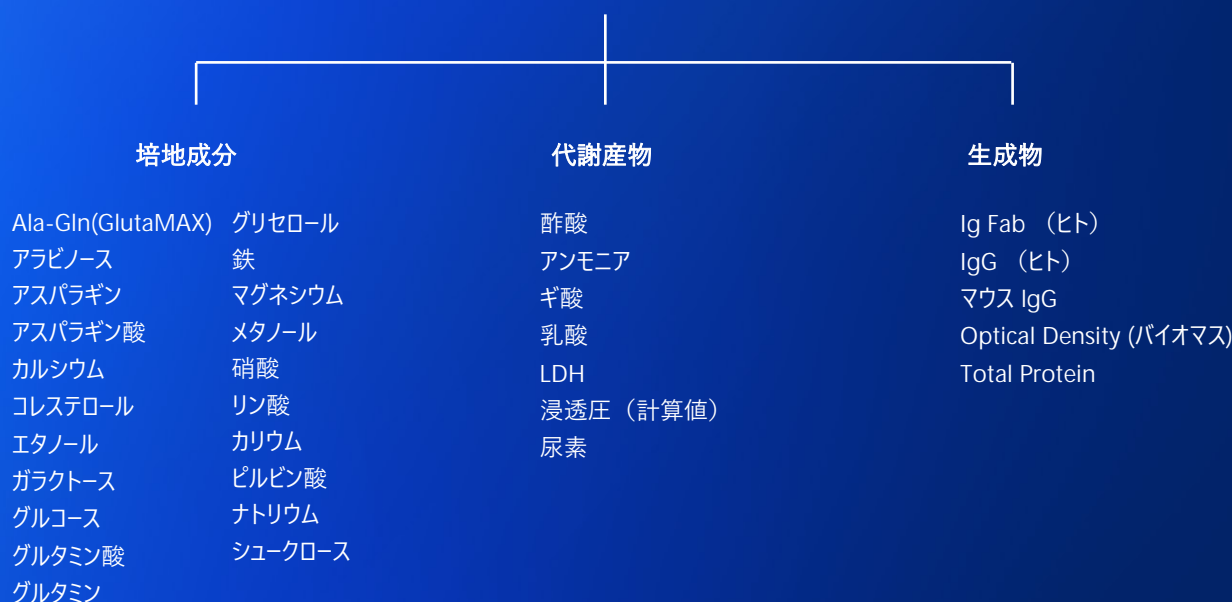 培地成分
Ala-Gln(GlutaMAX)
アラビノース
アスパラギン
アスパラギン酸
カルシウム
コレステロール
エタノール
ガラクトース
グルコース
グルタミン酸
グルタミン
グリセロール
鉄
マグネシウム
メタノール
硝酸
リン酸
カリウム
ピルビン酸
ナトリウム
シュークロース
代謝産物
酢酸
アンモニア
ギ酸
乳酸
LDH
浸透圧（計算値）
尿素
生成物
Ig Fab （ヒト）
IgG （ヒト）
マウス IgG
Optical Density (バイオマス)
Total Protein